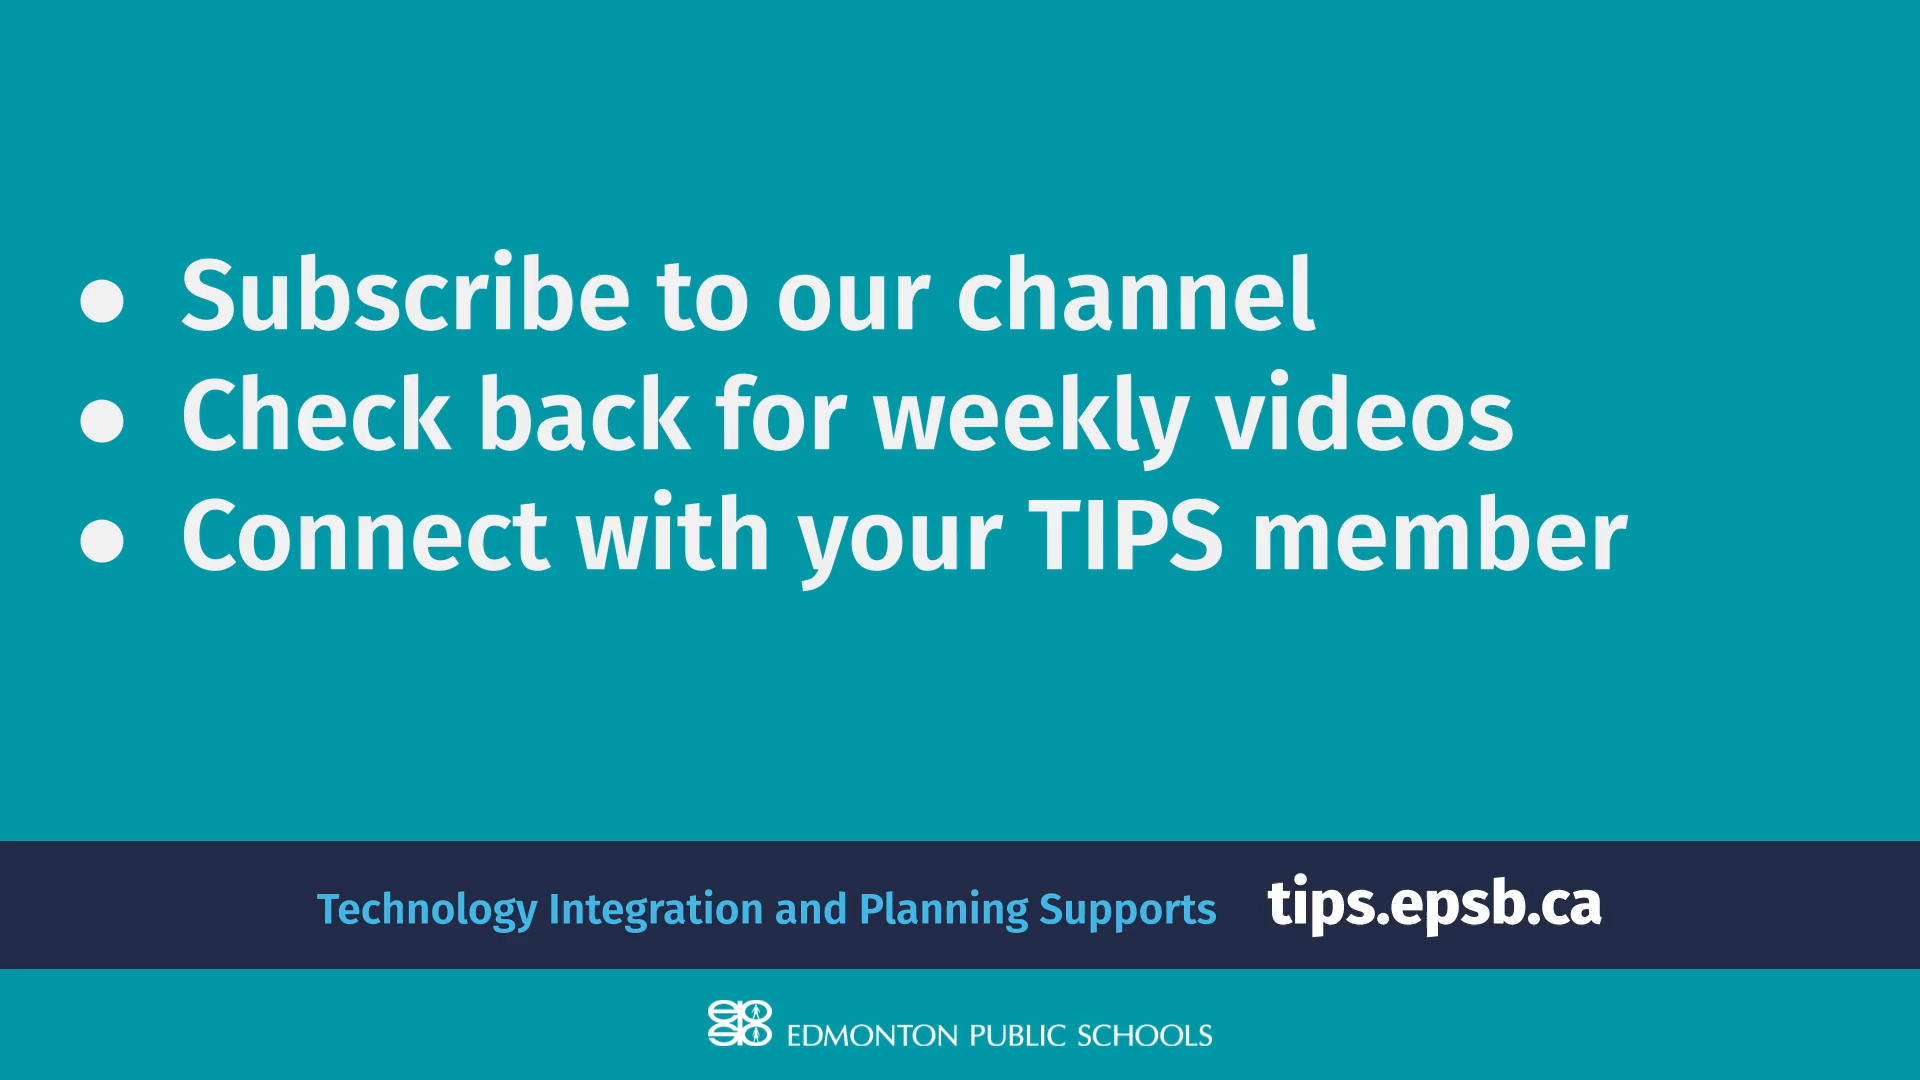 ● Subscribe to our channel
● Check back for weekly videos
● Connect with your TIPS member
Technology Integration and Planning Supports tips.epsb.ca
EDMONTON PUBLIC SCHOOLS